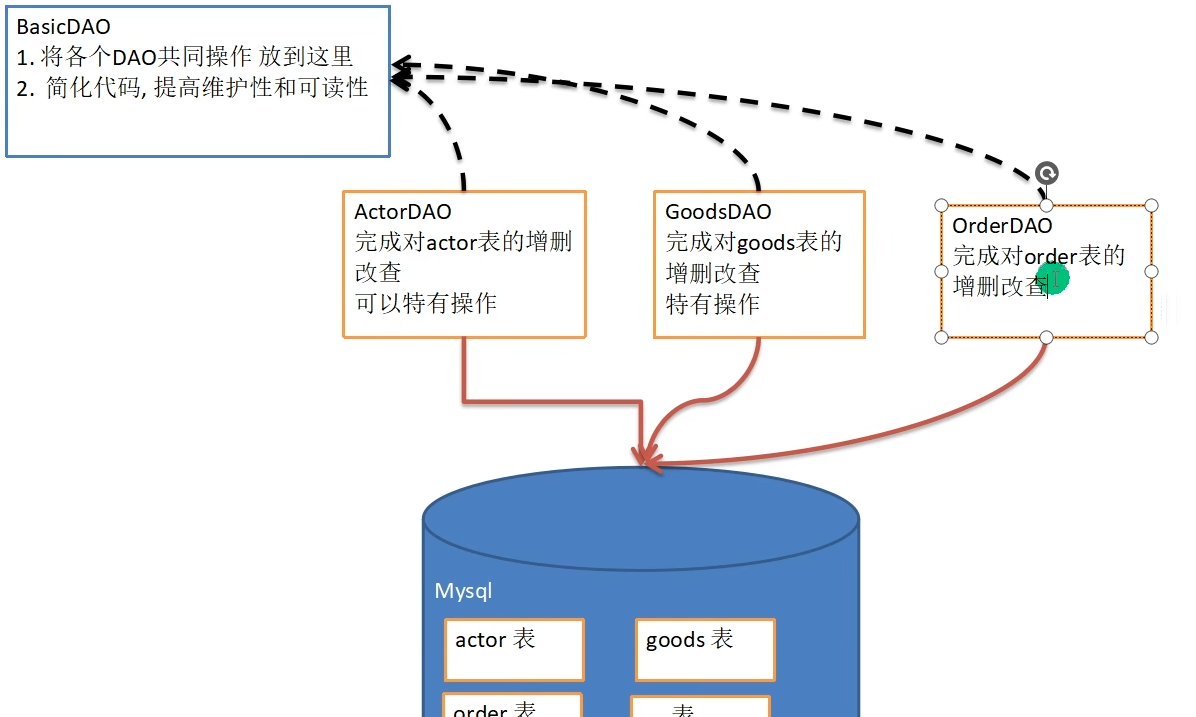 BasicDAO
1. 将各个DAO共同操作 放到这里
2. 简化代码, 提高维护性和可读性
ActorDAO
完成对actor表的增删
改查
可以特有操作
GoodsDAO
完成对goods表的
增删改查
特有操作
OrderDAO
完成对order表的
增删改查
Mysql
actor 表
goods 表
order 表
表